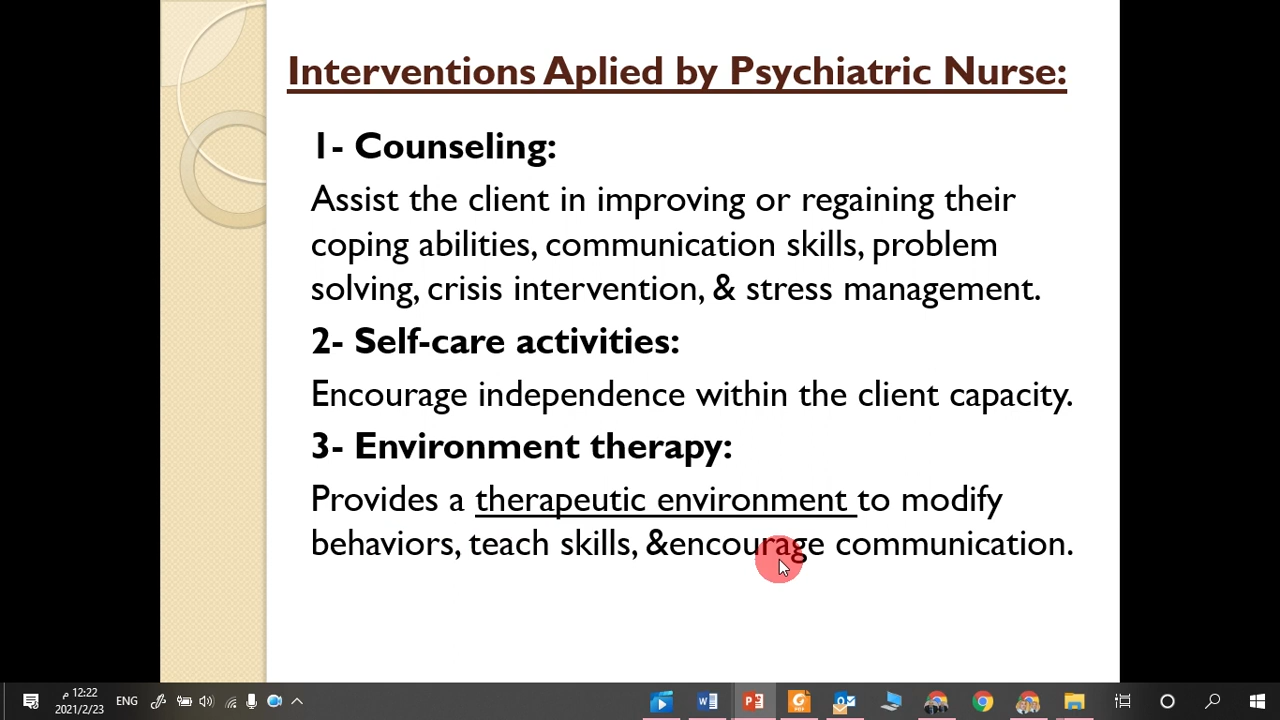 Interventions Aplied by Psychiatric Nurse:
1- Counseling:
Assist the client in improving or regaining their
coping abilities, communication skills, problem
solving, crisis intervention, & stress management.
2- Self-care activities:
Encourage independence within the client capacity.
3- Environment therapy:
Provides a therapeutic environment to modify
behaviors, teach skills, &encourage communication.
12:22 م
2021/2/23
ENG